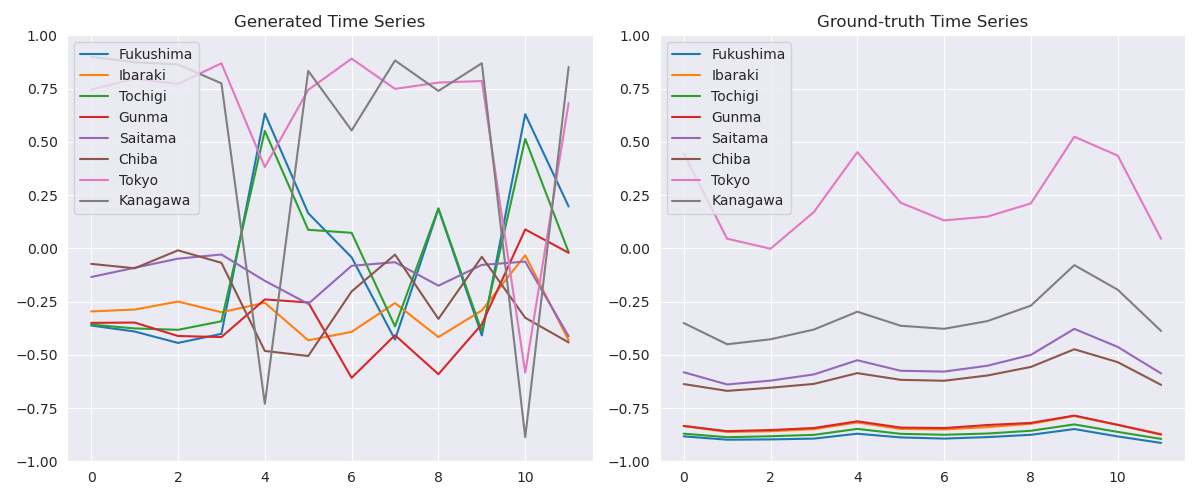 Generated Time Series
1.00
0.75
0.50
0.25
0.00
−0.25
−0.50
−0.75
−1.00
0 2 4 6 8 10
Fukushima
Ibaraki
Tochigi
Gunma
Saitama
Chiba
Tokyo
Kanagawa
Ground-truth Time Series
1.00
0.75
0.50
0.25
0.00
−0.25
−0.50
−0.75
−1.00
0 2 4 6 8 10
Fukushima
Ibaraki
Tochigi
Gunma
Saitama
Chiba
Tokyo
Kanagawa